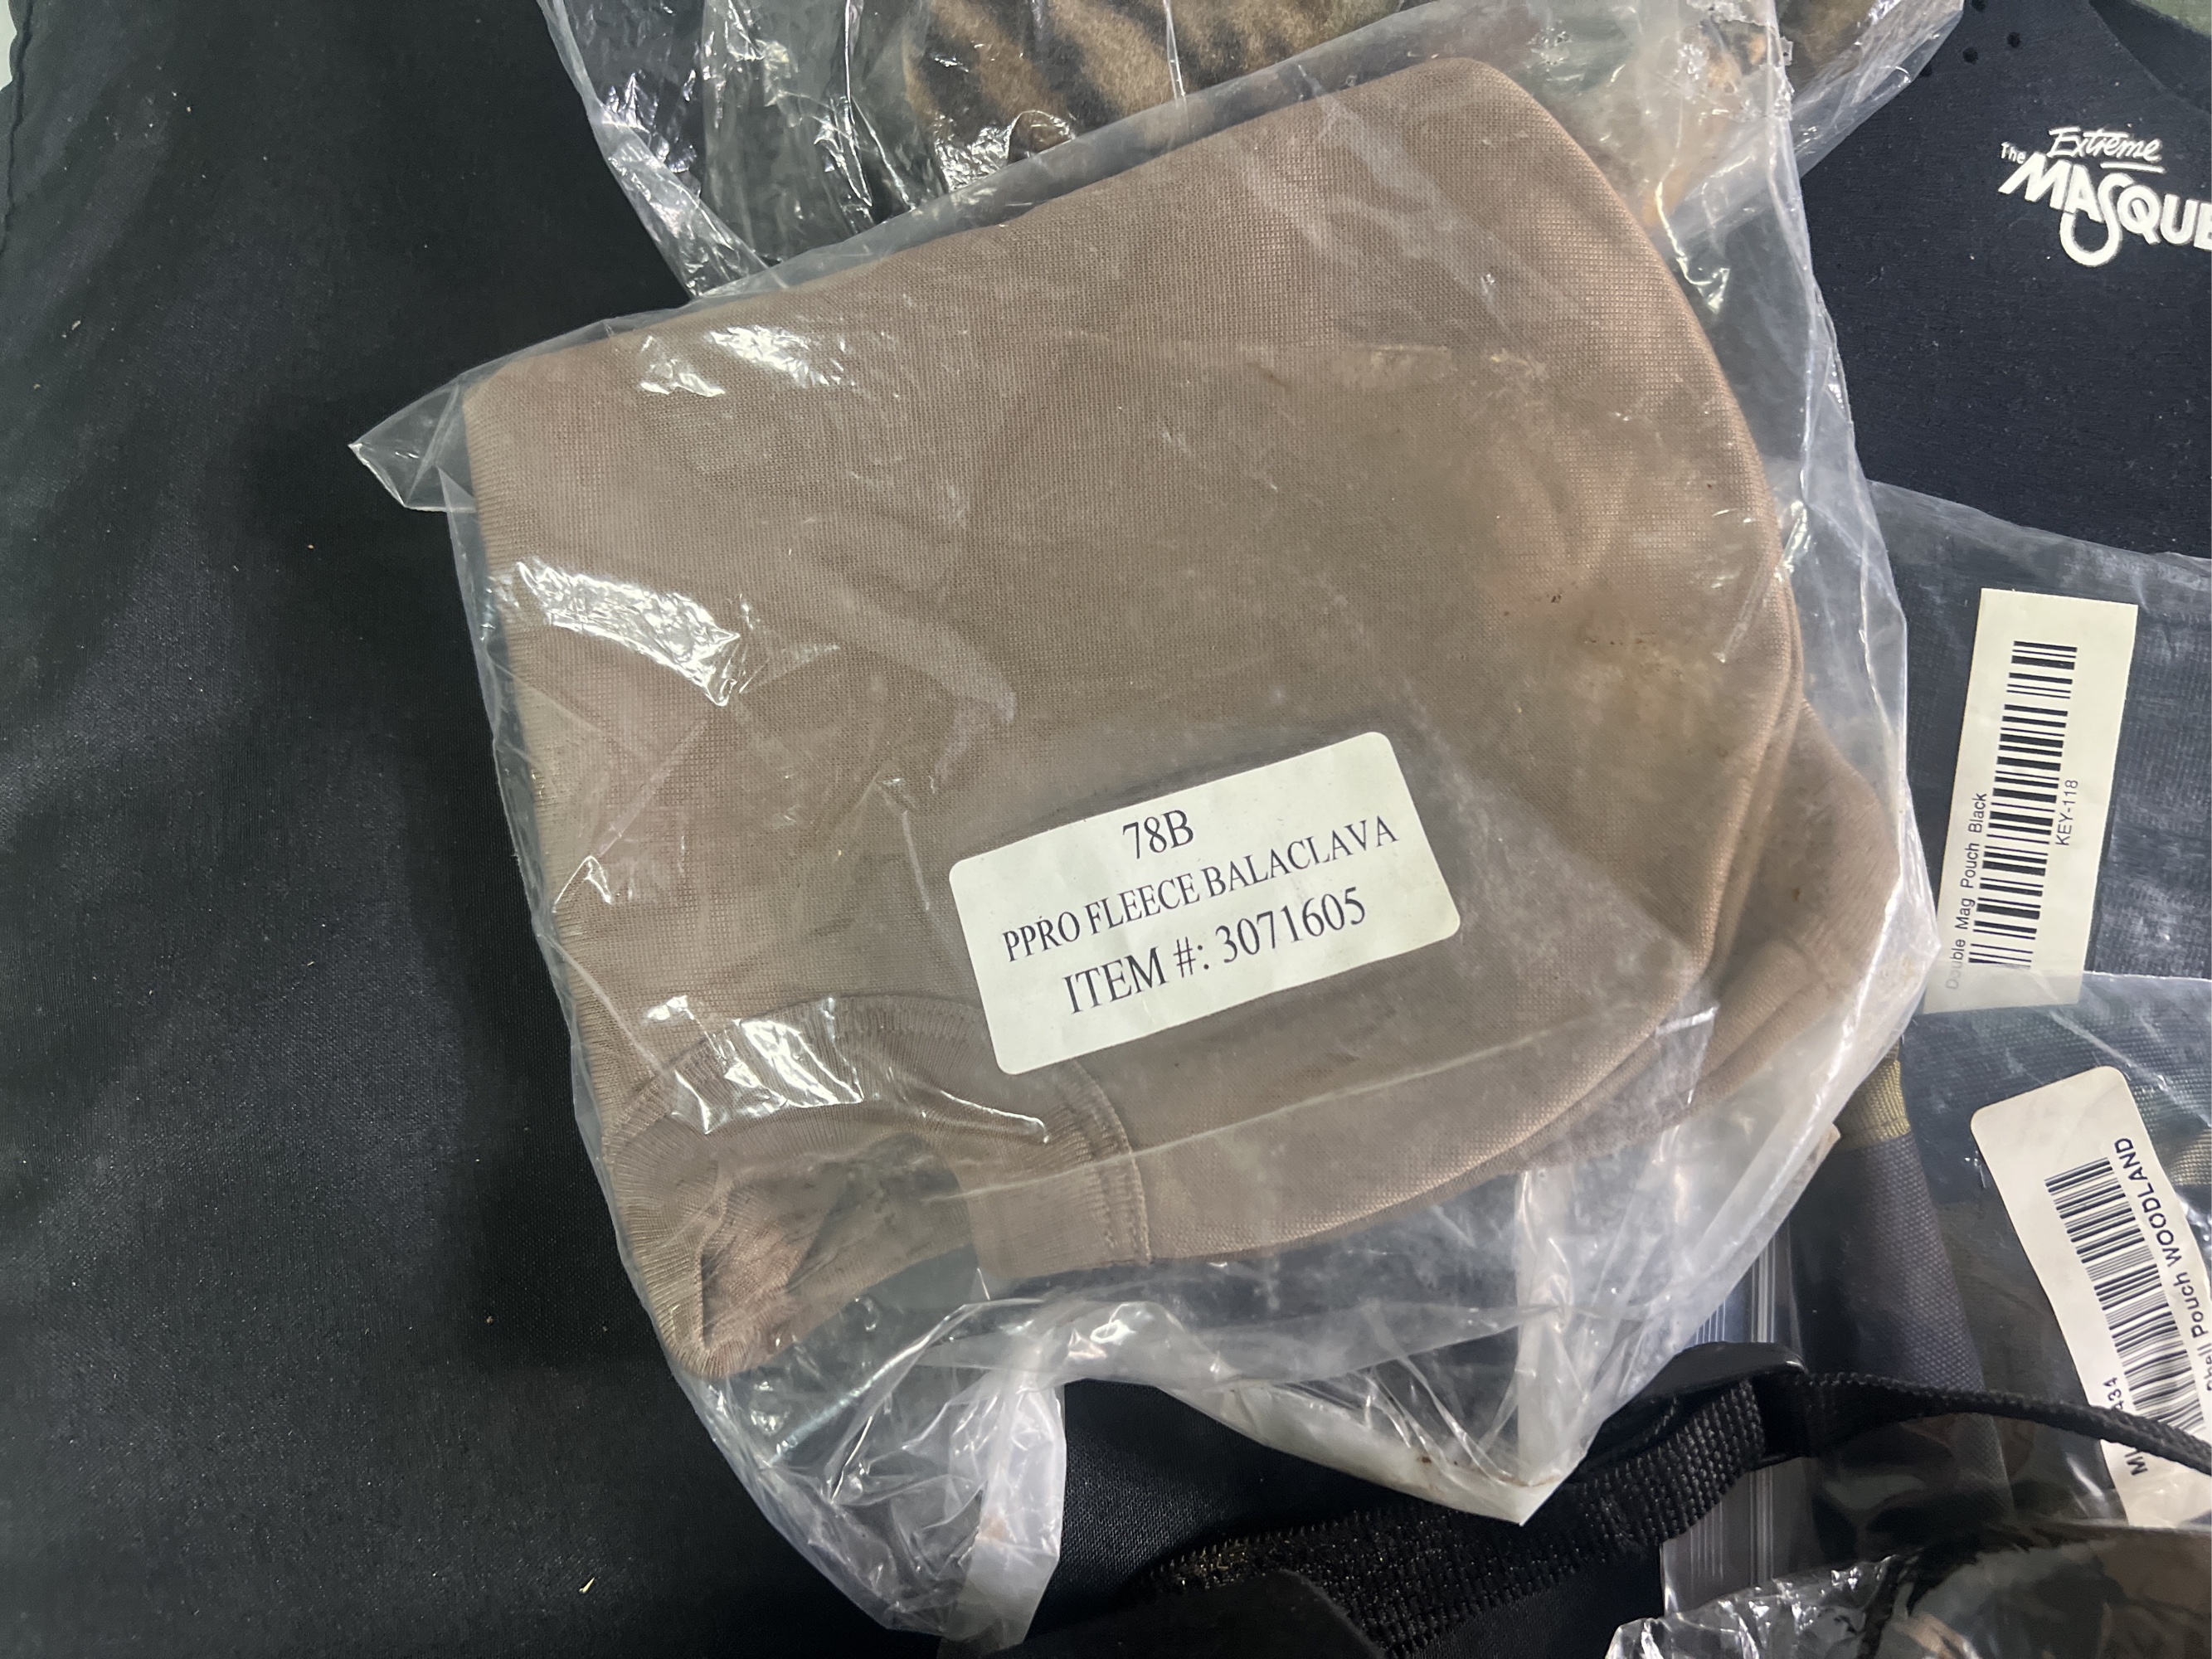 The Extreme
MASQUE
78B
PPRO FLEECE BALACLAVA
ITEM #: 3071605
Double Mag Pouch Black
KEY-118
Pouch WOODLAND